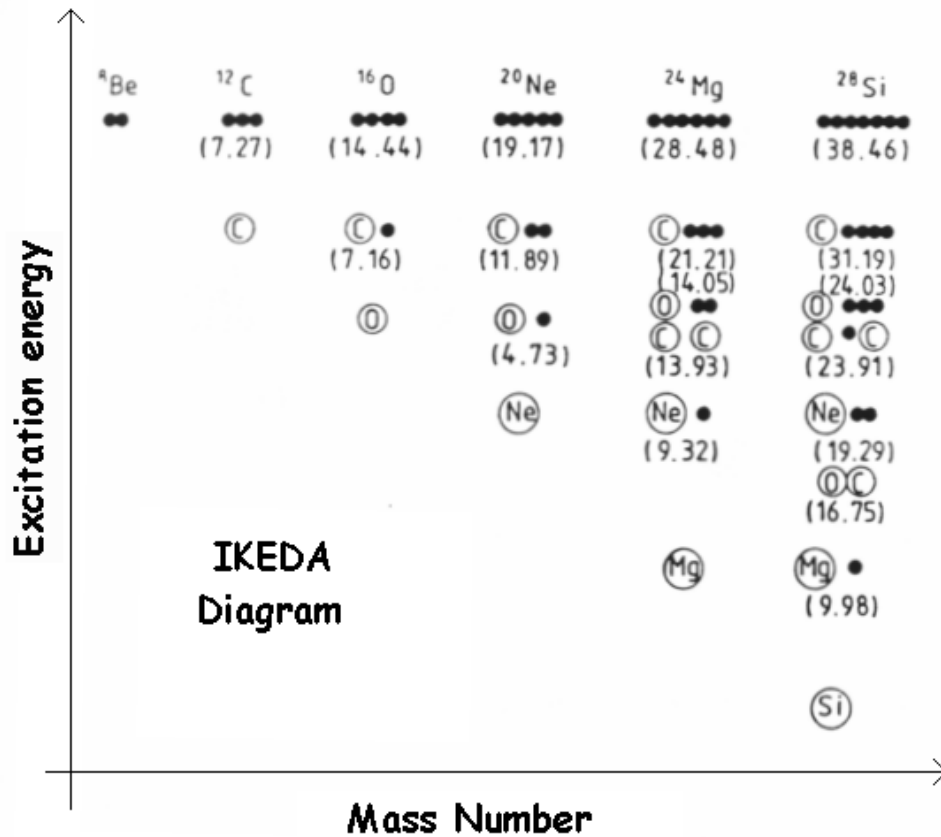 ⁸Be ¹²C ¹⁶O ²⁰Ne ²⁴Mg ²⁸Si
(7.27) (14.44) (19.17) (28.48) (38.46)
C C C C C
(7.16) (11.89) (21.21) (31.19)
(14.05) (24.03)
O O O O
C C C C
(4.73) (13.93) (23.91)
Ne Ne Ne
(9.32) (19.29)
O C
(16.75)
IKEDA
Diagram
Mg Mg
(9.98)
Si
Excitation energy
Mass Number